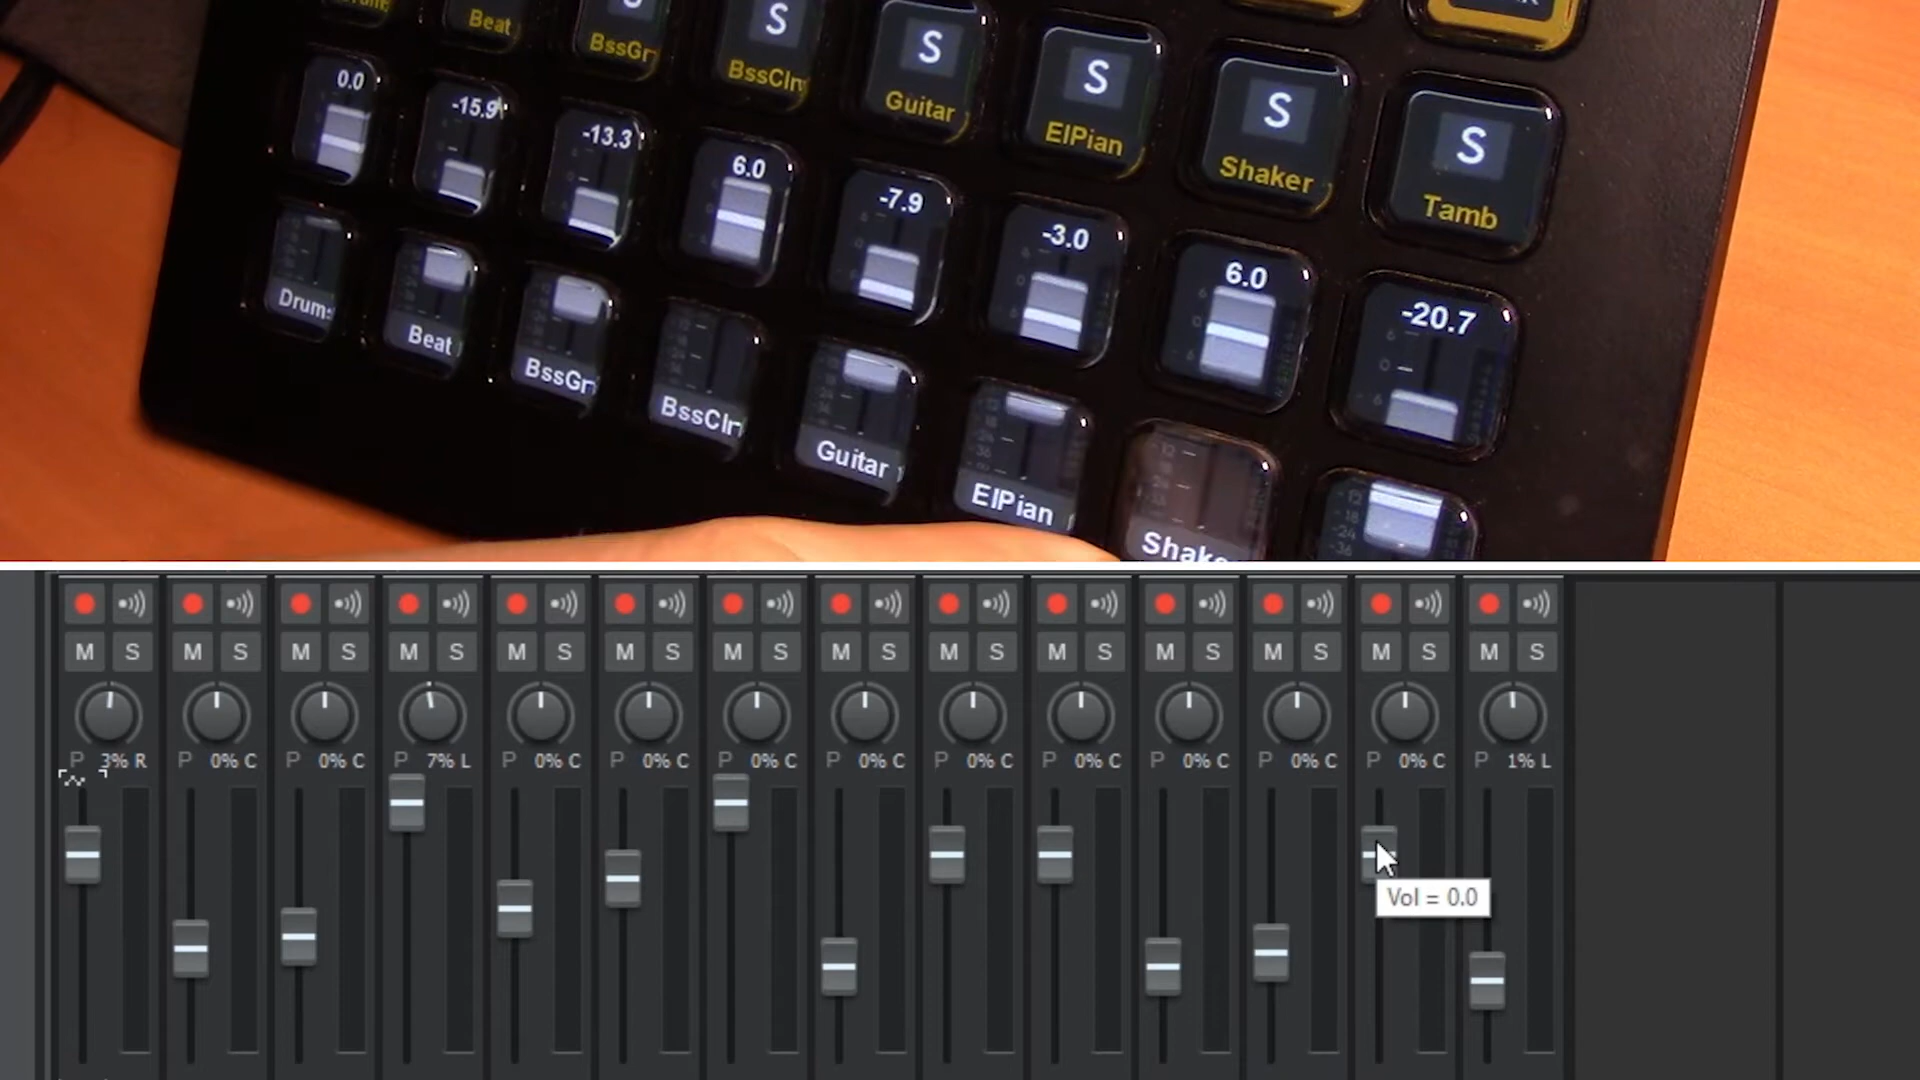 Beat
BssGr
BssCln
Guitar
ElPian
Shaker
Tamb
S S S S S
0.0 -15.9 -13.3 6.0 -7.9 -3.0 6.0 -20.7
Drum
Beat
BssGr
BssCln
Guitar
ElPian
Shake
M S M S M S M S M S M S M S M S M S M S M S M S M S M S
P 3% R P 0% C P 0% C P 7% L P 0% C P 0% C P 0% C P 0% C P 0% C P 0% C P 0% C P 0% C P 0% C P 1% L
Vol = 0.0